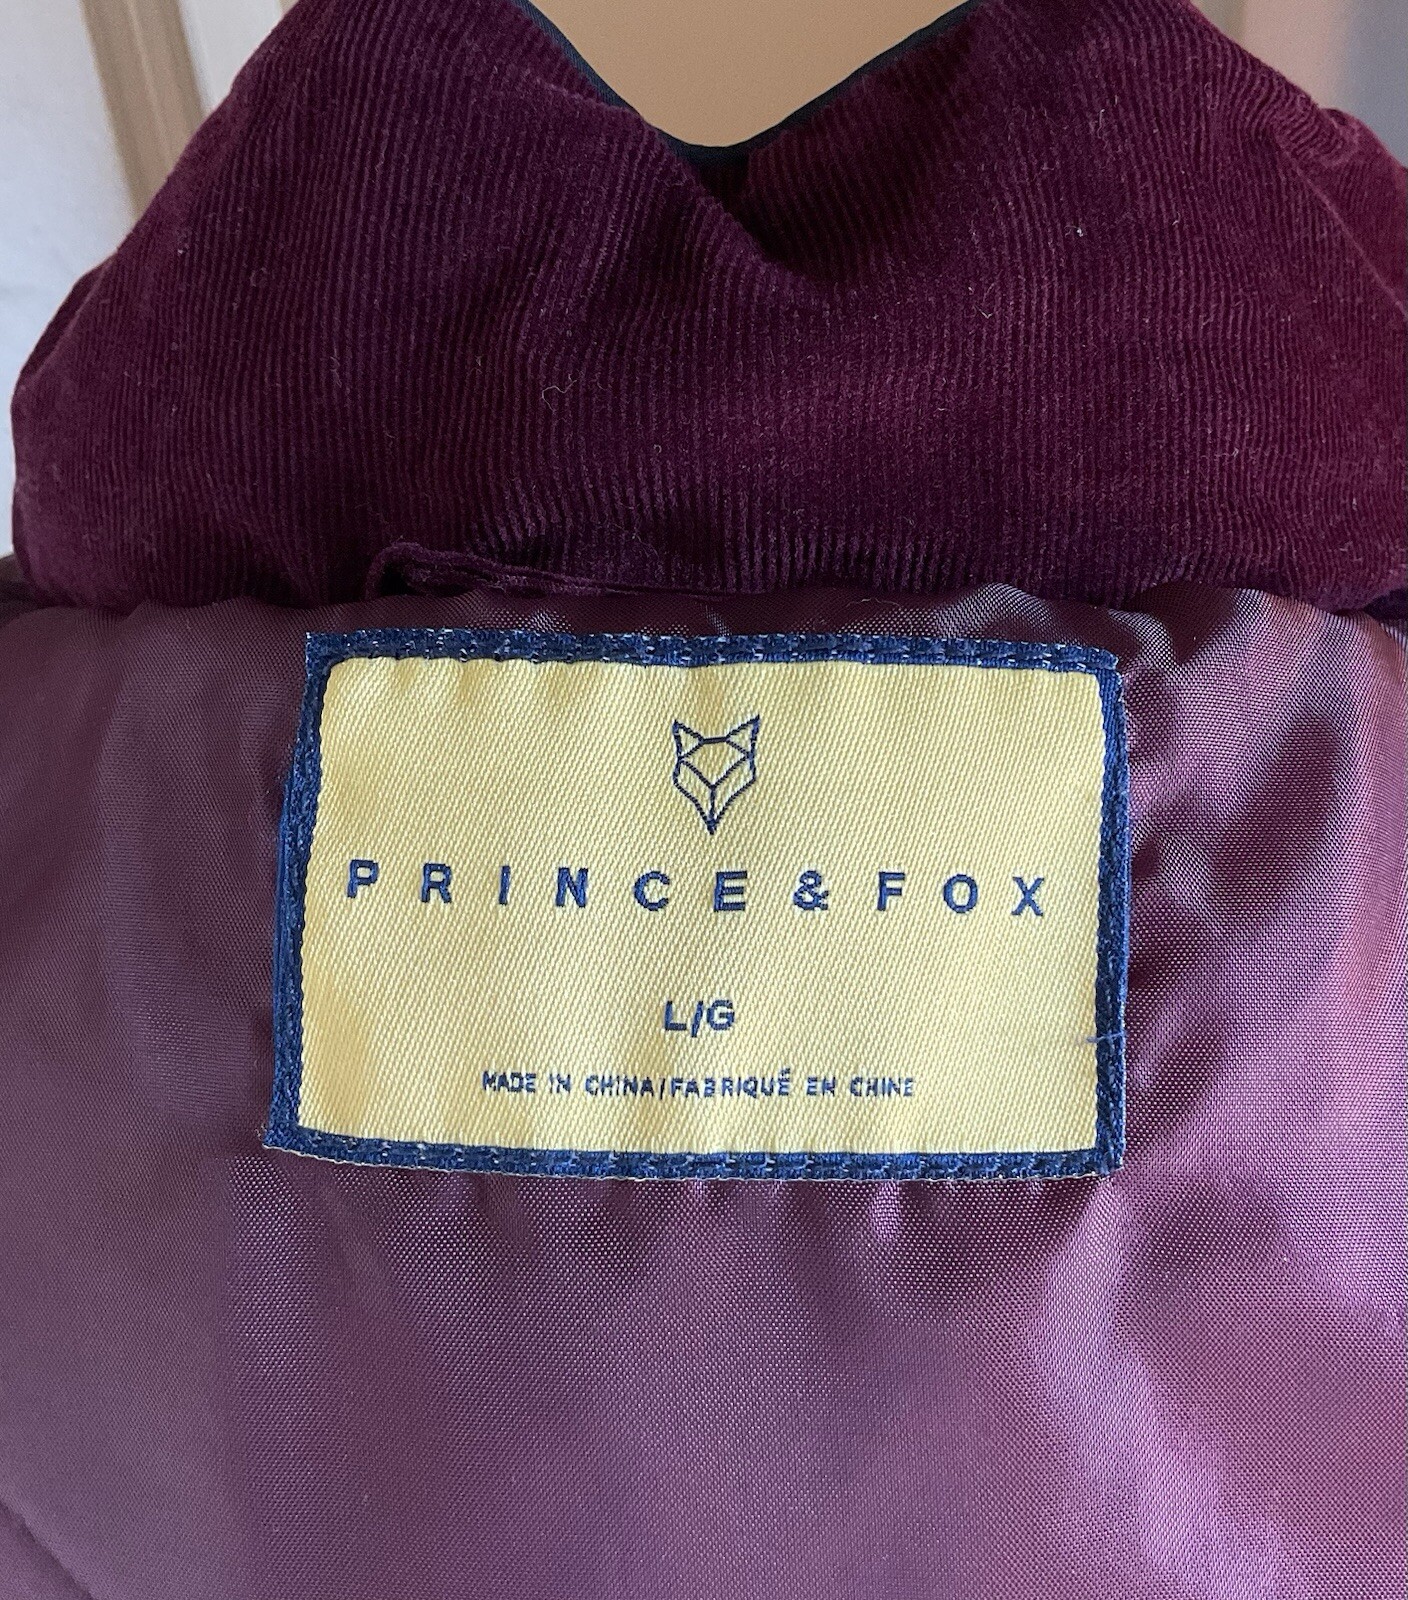 PRINCE & FOX
L/G
MADE IN CHINA/FABRIQUÉ EN CHINE